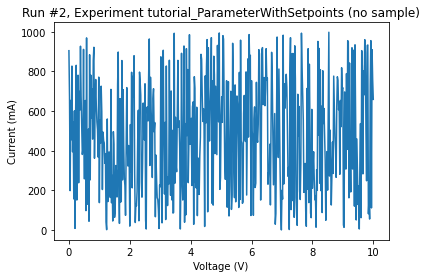 Run #2, Experiment tutorial_ParameterWithSetpoints (no sample)
1000
800
600
400
200
0
Current (mA)
0 2 4 6 8 10
Voltage (V)